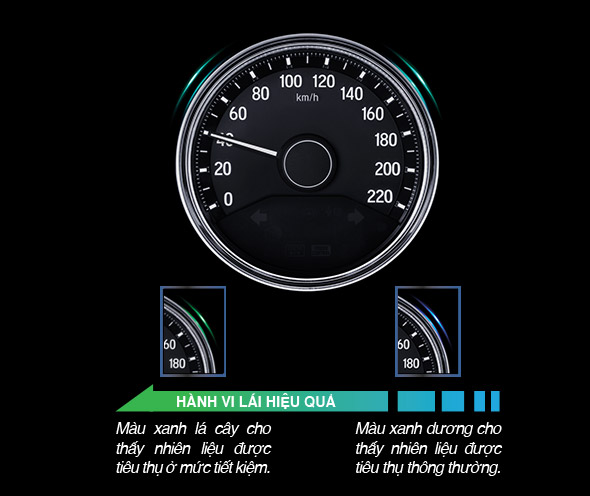 100 120
80 140
km/h
60 160
40 180
20 200
0 220
60
180
60
180
HÀNH VI LÁI HIỆU QUẢ
Màu xanh lá cây cho
thấy nhiên liệu được
tiêu thụ ở mức tiết kiệm.
Màu xanh dương cho
thấy nhiên liệu được
tiêu thụ thông thường.